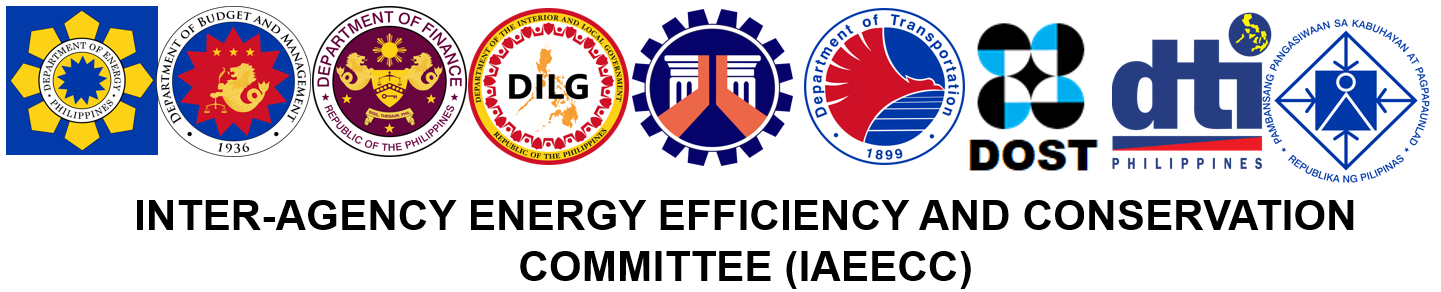 DEPARTMENT OF ENERGY
PHILIPPINES
DEPARTMENT OF BUDGET AND MANAGEMENT
1936
DEPARTMENT OF FINANCE
REPUBLIC OF THE PHILIPPINES
DEPARTMENT OF THE INTERIOR AND LOCAL GOVERNMENT
DILG
REPUBLIC OF THE PHILIPPINES
Department of Transportation
1899
DOST
dti
PHILIPPINES
PAMBANSANG PANGASIWAAN SA KABUHAYAN AT PAGPAPAUNLAD
REPUBLIKA NG PILIPINAS
INTER-AGENCY ENERGY EFFICIENCY AND CONSERVATION
COMMITTEE (IAEECC)